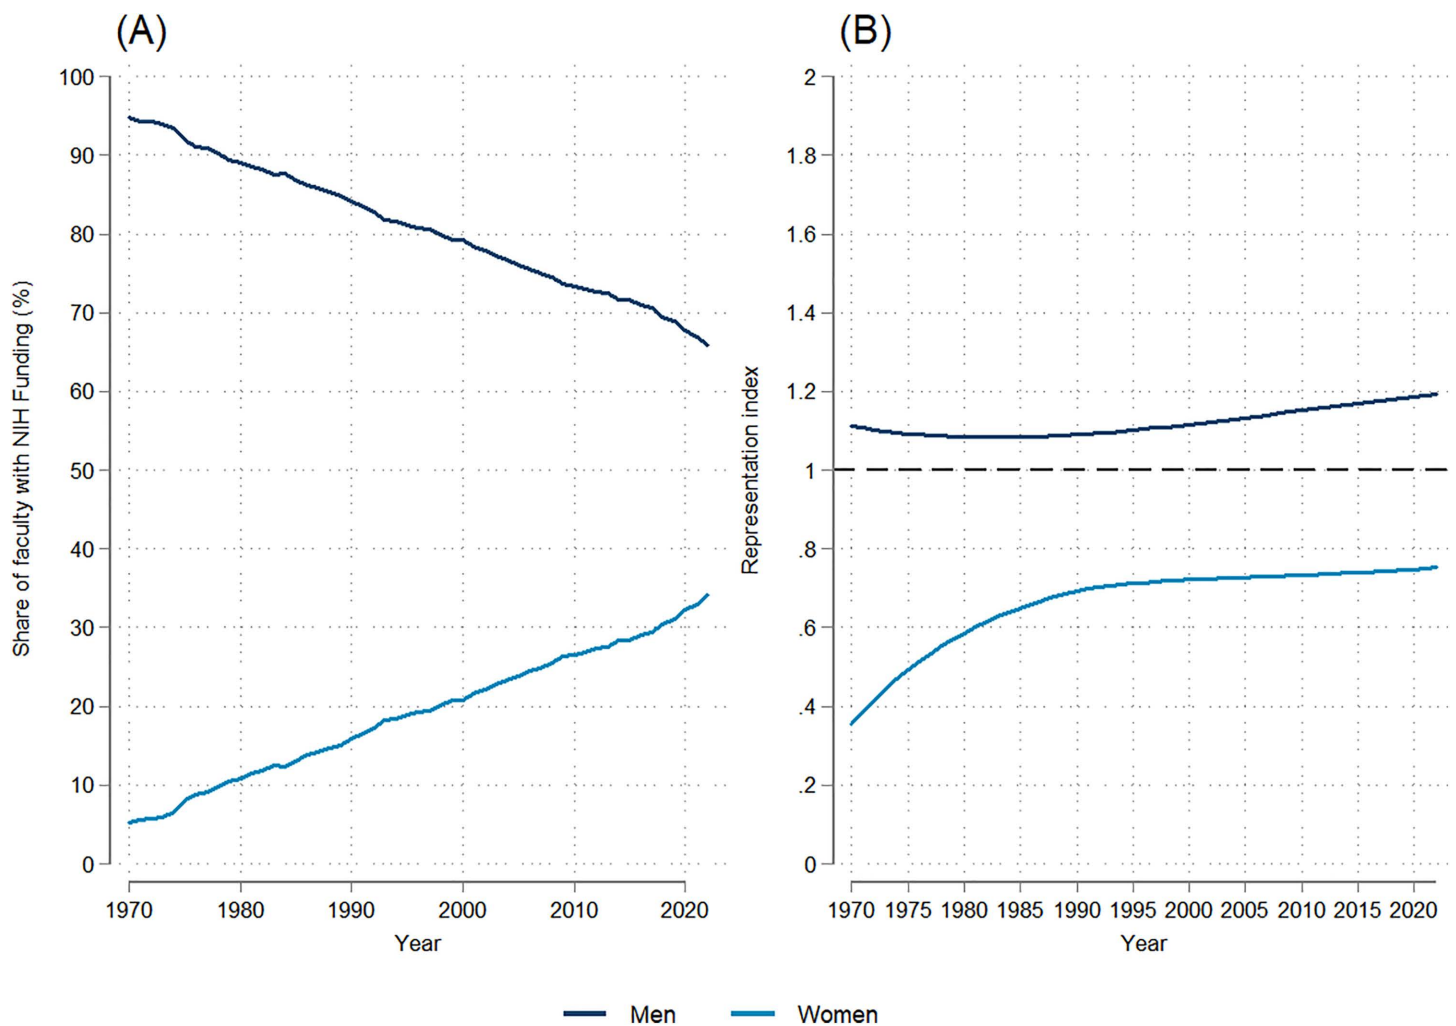 (A)
Share of faculty with NIH Funding (%)
100
90
80
70
60
50
40
30
20
10
0
1970 1980 1990 2000 2010 2020
Year
(B)
Representation index
2
1.8
1.6
1.4
1.2
1
.8
.6
.4
.2
0
1970 1975 1980 1985 1990 1995 2000 2005 2010 2015 2020
Year
Men Women